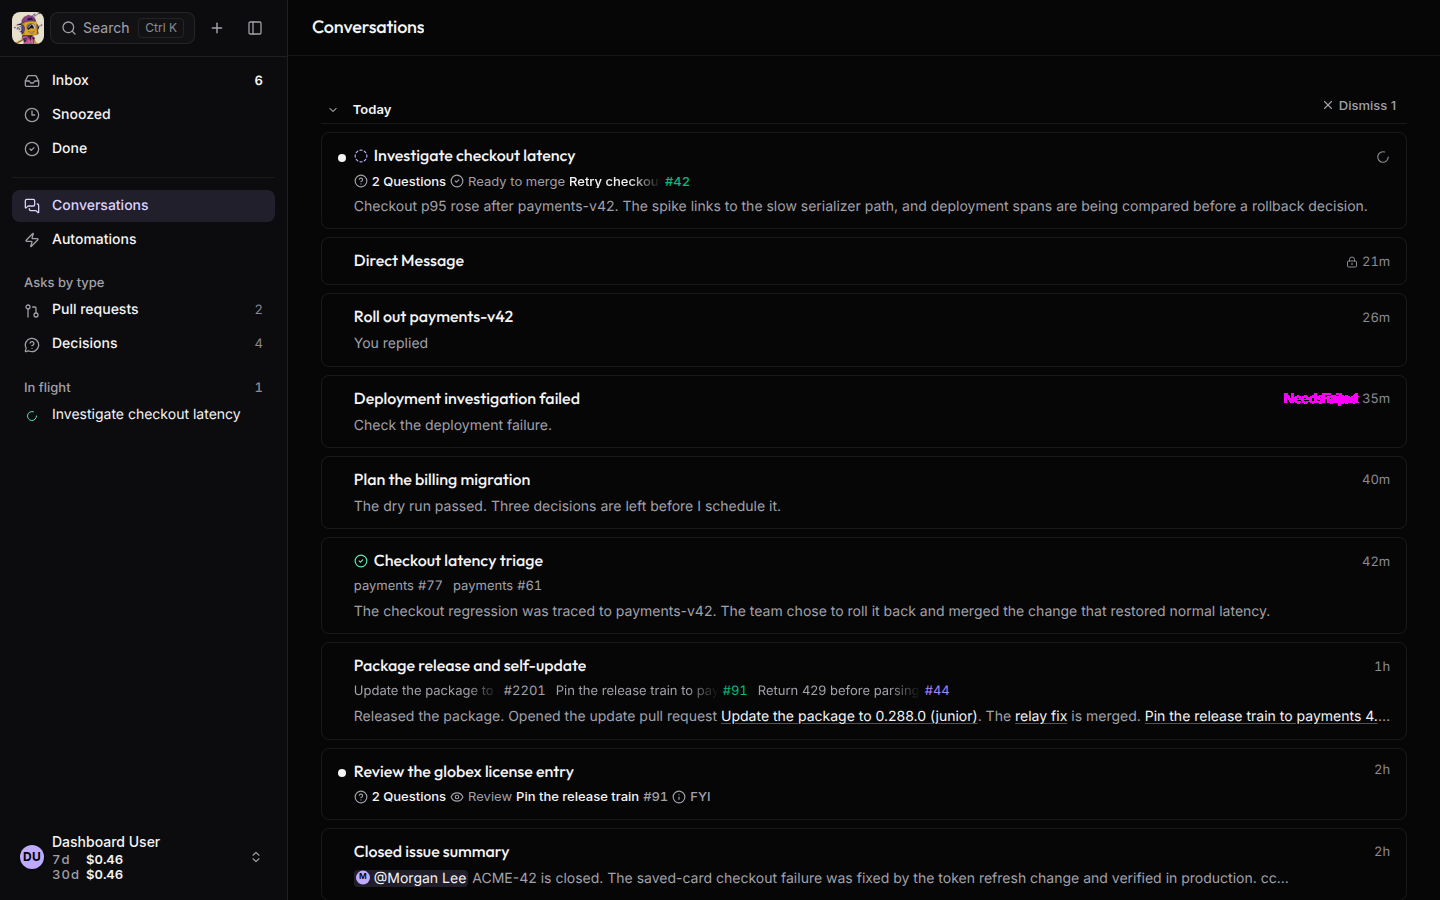 Search Ctrl K
Conversations
Inbox 6
Snoozed
Done
Conversations
Automations
Asks by type
Pull requests 2
Decisions 4
In flight 1
Investigate checkout latency
Dashboard User
DU
7d $0.46
30d $0.46
Today
Dismiss 1
Investigate checkout latency
2 Questions Ready to merge Retry checkou #42
Checkout p95 rose after payments-v42. The spike links to the slow serializer path, and deployment spans are being compared before a rollback decision.
Direct Message 21m
Roll out payments-v42 26m
You replied
Deployment investigation failed 35m
Check the deployment failure.
Plan the billing migration 40m
The dry run passed. Three decisions are left before I schedule it.
Checkout latency triage 42m
payments #77 payments #61
The checkout regression was traced to payments-v42. The team chose to roll it back and merged the change that restored normal latency.
Package release and self-update 1h
Update the package to #2201 Pin the release train to pay #91 Return 429 before parsing #44
Released the package. Opened the update pull request Update the package to 0.288.0 (junior). The relay fix is merged. Pin the release train to payments 4....
Review the globex license entry 2h
2 Questions Review Pin the release train #91 FYI
Closed issue summary 2h
M @Morgan Lee ACME-42 is closed. The saved-card checkout failure was fixed by the token refresh change and verified in production. cc...